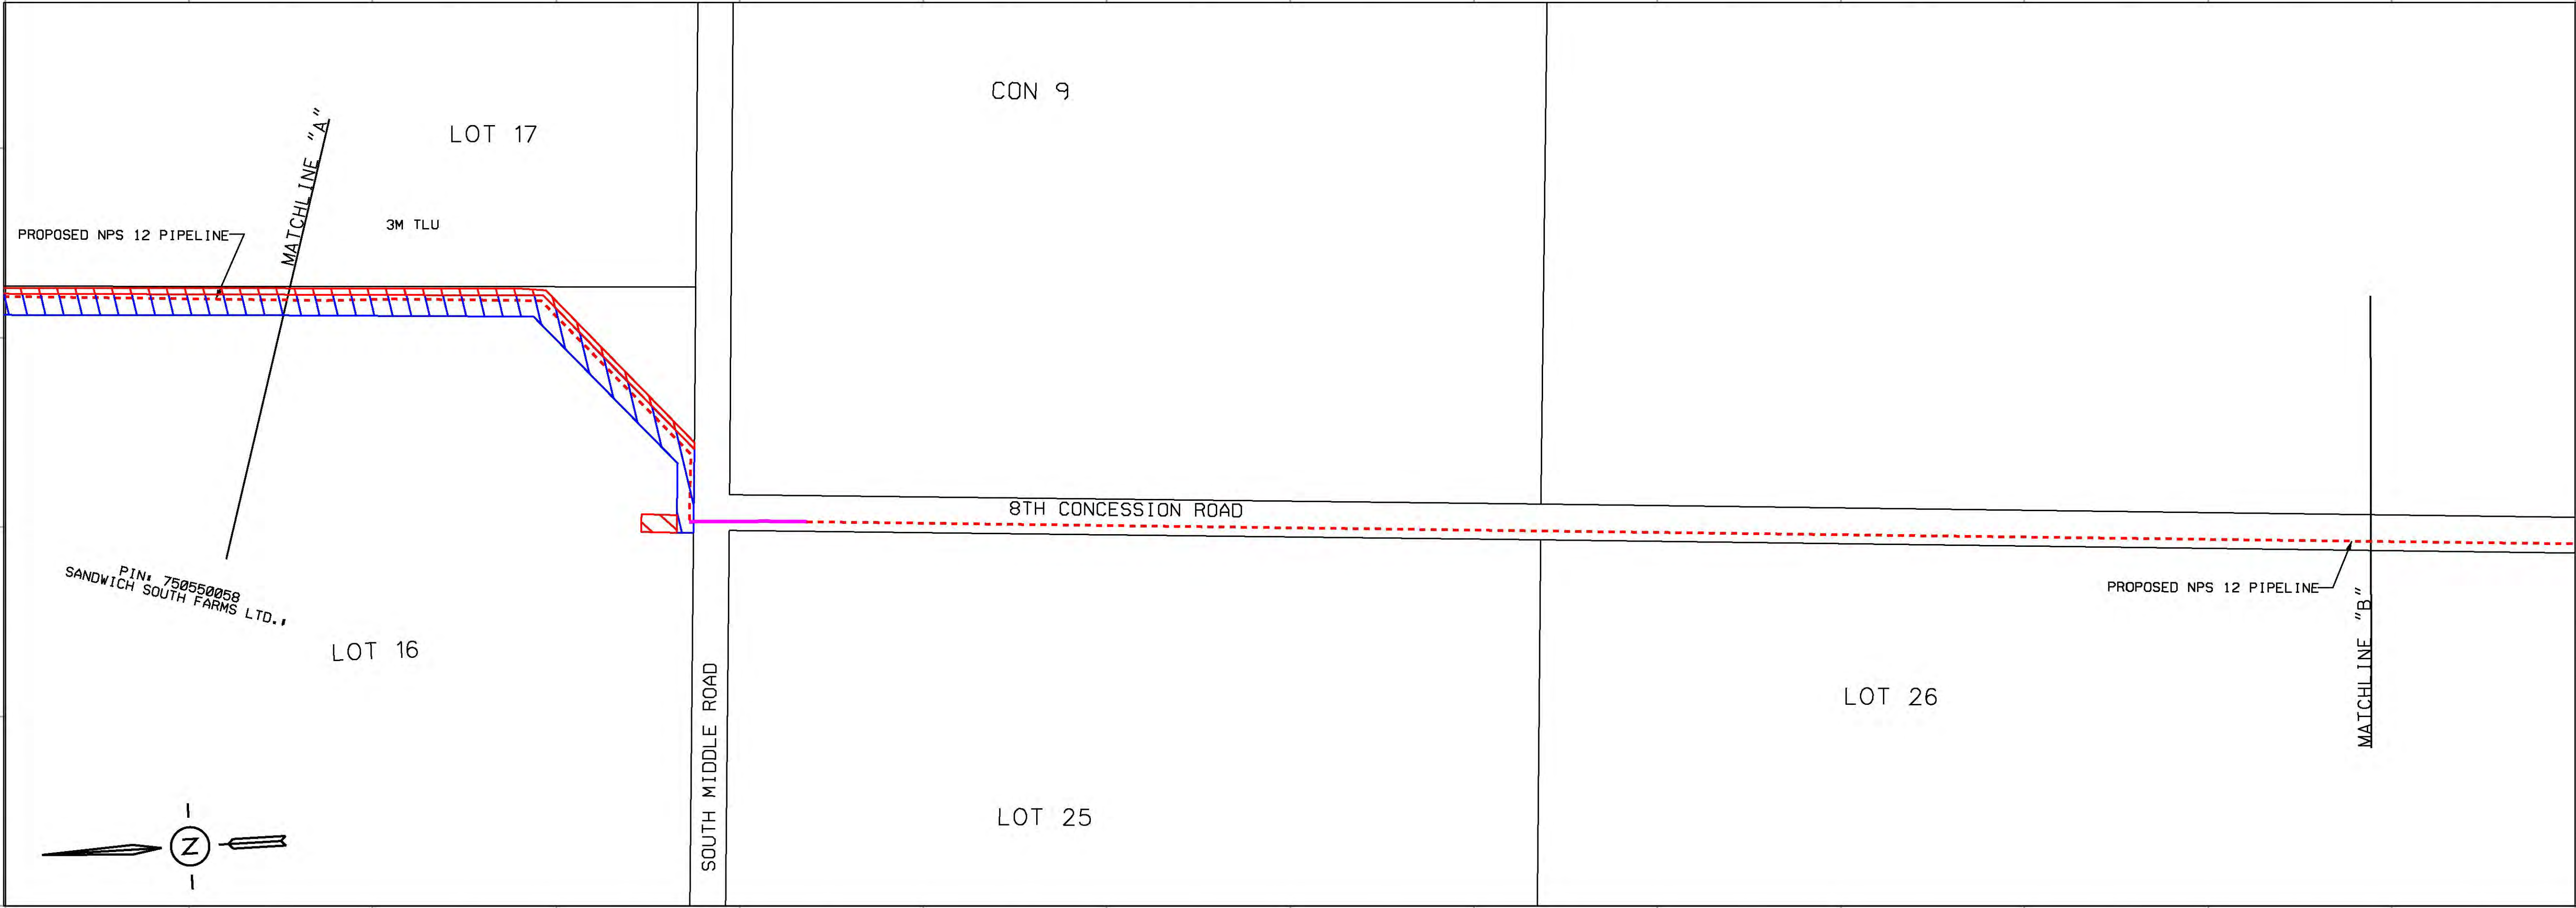 CON 9
LOT 17
MATCHLINE "A"
3M TLU
PROPOSED NPS 12 PIPELINE
8TH CONCESSION ROAD
PROPOSED NPS 12 PIPELINE
PIN: 750550058
SANDWICH SOUTH FARMS LTD.,
LOT 16
LOT 26
MATCHLINE "B"
SOUTH MIDDLE ROAD
LOT 25
Z